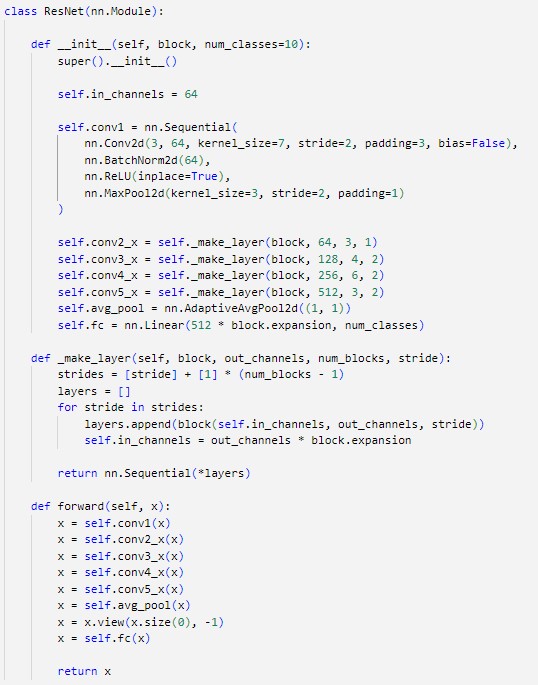 class ResNet(nn.Module):
    def __init__(self, block, num_classes=10):
        super().__init__()
        self.in_channels = 64
        self.conv1 = nn.Sequential(
            nn.Conv2d(3, 64, kernel_size=7, stride=2, padding=3, bias=False),
            nn.BatchNorm2d(64),
            nn.ReLU(inplace=True),
            nn.MaxPool2d(kernel_size=3, stride=2, padding=1)
        )
        self.conv2_x = self._make_layer(block, 64, 3, 1)
        self.conv3_x = self._make_layer(block, 128, 4, 2)
        self.conv4_x = self._make_layer(block, 256, 6, 2)
        self.conv5_x = self._make_layer(block, 512, 3, 2)
        self.avg_pool = nn.AdaptiveAvgPool2d((1, 1))
        self.fc = nn.Linear(512 * block.expansion, num_classes)
    def _make_layer(self, block, out_channels, num_blocks, stride):
        strides = [stride] + [1] * (num_blocks - 1)
        layers = []
        for stride in strides:
            layers.append(block(self.in_channels, out_channels, stride))
            self.in_channels = out_channels * block.expansion
        return nn.Sequential(*layers)
    def forward(self, x):
        x = self.conv1(x)
        x = self.conv2_x(x)
        x = self.conv3_x(x)
        x = self.conv4_x(x)
        x = self.conv5_x(x)
        x = self.avg_pool(x)
        x = x.view(x.size(0), -1)
        x = self.fc(x)
        return x